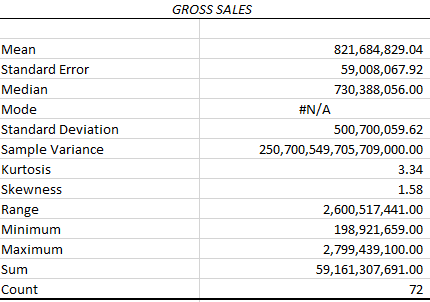 GROSS SALES
Mean 821,684,829.04
Standard Error 59,008,067.92
Median 730,388,056.00
Mode #N/A
Standard Deviation 500,700,059.62
Sample Variance 250,700,549,705,709,000.00
Kurtosis 3.34
Skewness 1.58
Range 2,600,517,441.00
Minimum 198,921,659.00
Maximum 2,799,439,100.00
Sum 59,161,307,691.00
Count 72